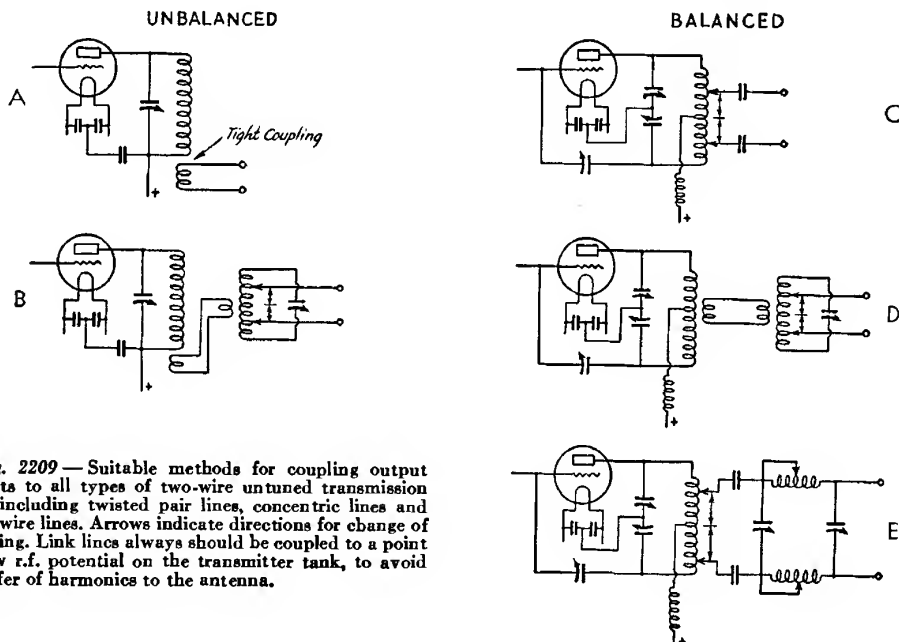 UNBALANCED
BALANCED
A
Tight Coupling
+
C
+
B
+
D
+
E
+
. 2209 — Suitable methods for coupling output
ts to all types of two-wire untuned transmission
including twisted pair lines, concentric lines and
wire lines. Arrows indicate directions for change of
ing. Link lines always should be coupled to a point
w r.f. potential on the transmitter tank, to avoid
fer of harmonics to the antenna.